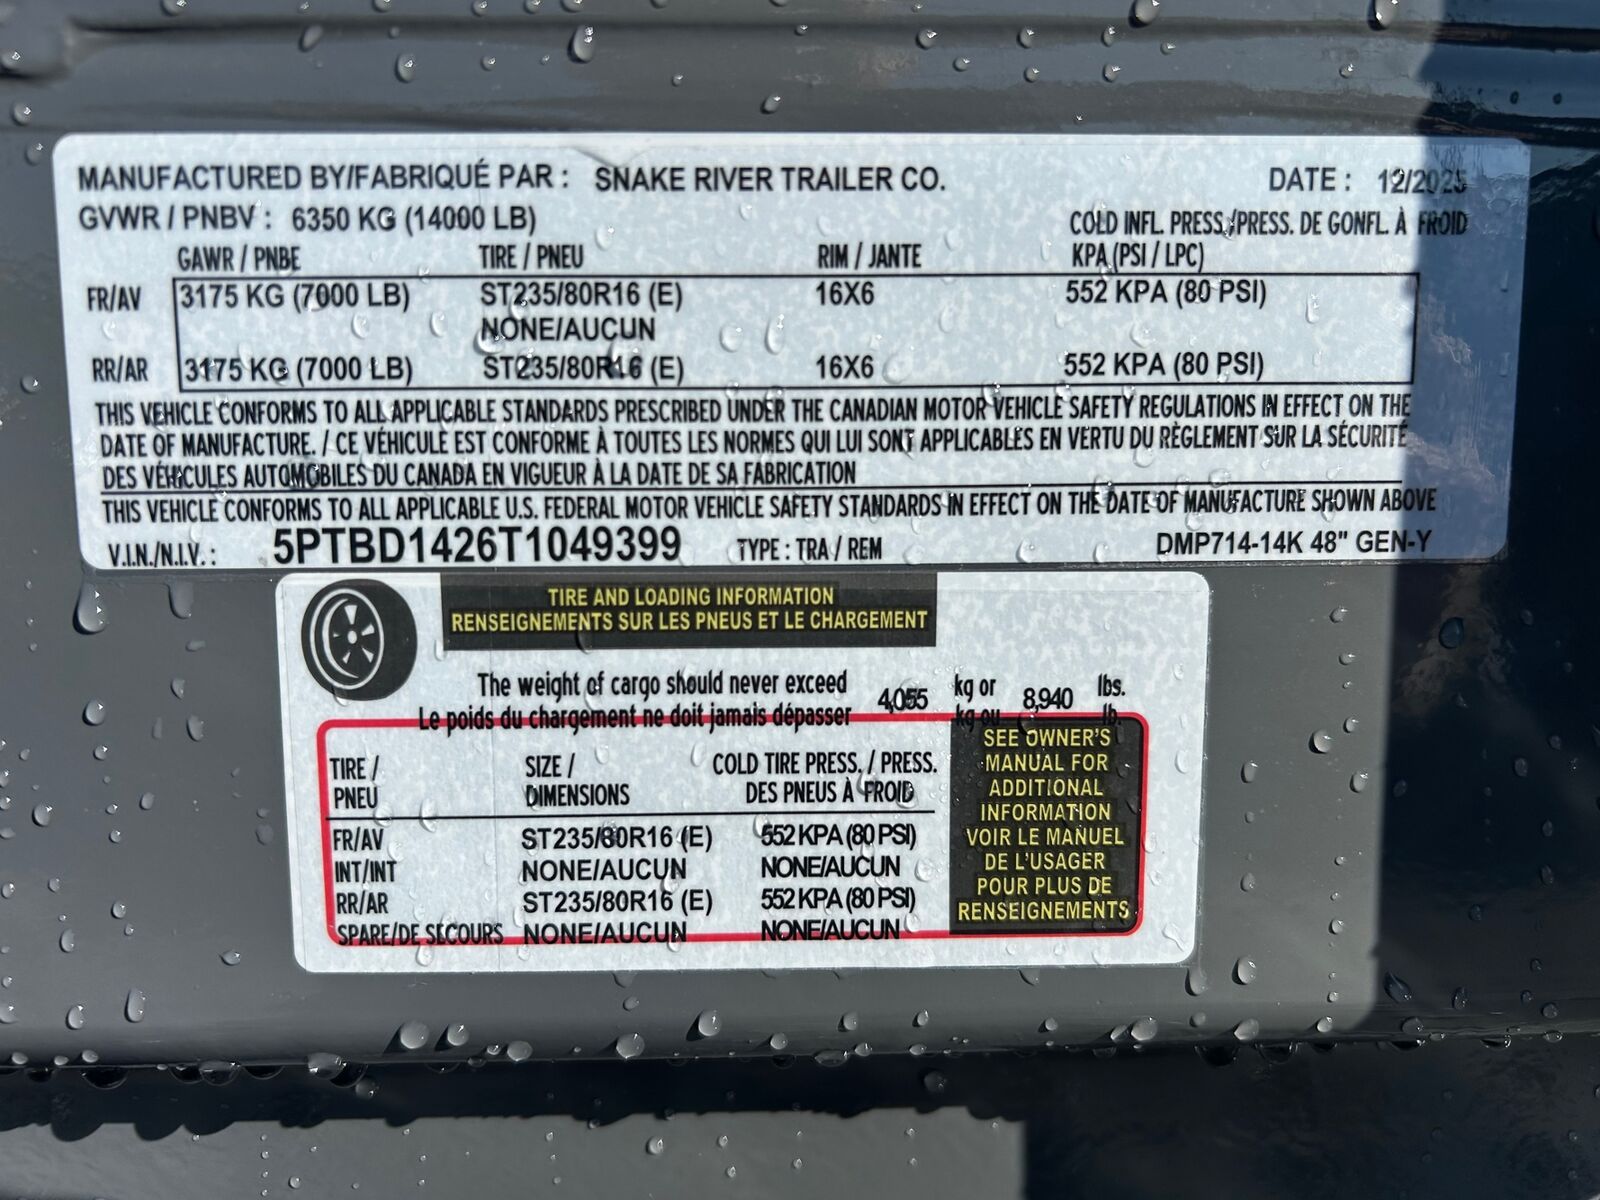 MANUFACTURED BY/FABRIQUÉ PAR : SNAKE RIVER TRAILER CO. DATE : 12/2025
GVWR / PNBV : 6350 KG (14000 LB) COLD INFL. PRESS./PRESS. DE GONFL. À FROID
GAWR / PNBE TIRE / PNEU RIM / JANTE KPA (PSI / LPC)
FR/AV 3175 KG (7000 LB) ST235/80R16 (E) 16X6 552 KPA (80 PSI)
NONE/AUCUN
RR/AR 3175 KG (7000 LB) ST235/80R16 (E) 16X6 552 KPA (80 PSI)
THIS VEHICLE CONFORMS TO ALL APPLICABLE STANDARDS PRESCRIBED UNDER THE CANADIAN MOTOR VEHICLE SAFETY REGULATIONS IN EFFECT ON THE
DATE OF MANUFACTURE. / CE VÉHICULE EST CONFORME À TOUTES LES NORMES QUI LUI SONT APPLICABLES EN VERTU DU RÈGLEMENT SUR LA SÉCURITÉ
DES VÉHICULES AUTOMOBILES DU CANADA EN VIGUEUR À LA DATE DE SA FABRICATION
THIS VEHICLE CONFORMS TO ALL APPLICABLE U.S. FEDERAL MOTOR VEHICLE SAFETY STANDARDS IN EFFECT ON THE DATE OF MANUFACTURE SHOWN ABOVE
V.I.N./N.I.V.: 5PTBD1426T1049399 TYPE : TRA / REM DMP714-14K 48" GEN-Y
TIRE AND LOADING INFORMATION
RENSEIGNEMENTS SUR LES PNEUS ET LE CHARGEMENT
The weight of cargo should never exceed 4,055 kg or 8,940 lbs.
Le poids du chargement ne doit jamais dépasser kg ou lb.
TIRE / SIZE / COLD TIRE PRESS. / PRESS.
PNEU DIMENSIONS DES PNEUS À FROID
FR/AV ST235/80R16 (E) 552 KPA (80 PSI)
INT/INT NONE/AUCUN NONE/AUCUN
RR/AR ST235/80R16 (E) 552 KPA (80 PSI)
SPARE/DE SECOURS NONE/AUCUN NONE/AUCUN
SEE OWNER'S
MANUAL FOR
ADDITIONAL
INFORMATION
VOIR LE MANUEL
DE L'USAGER
POUR PLUS DE
RENSEIGNEMENTS